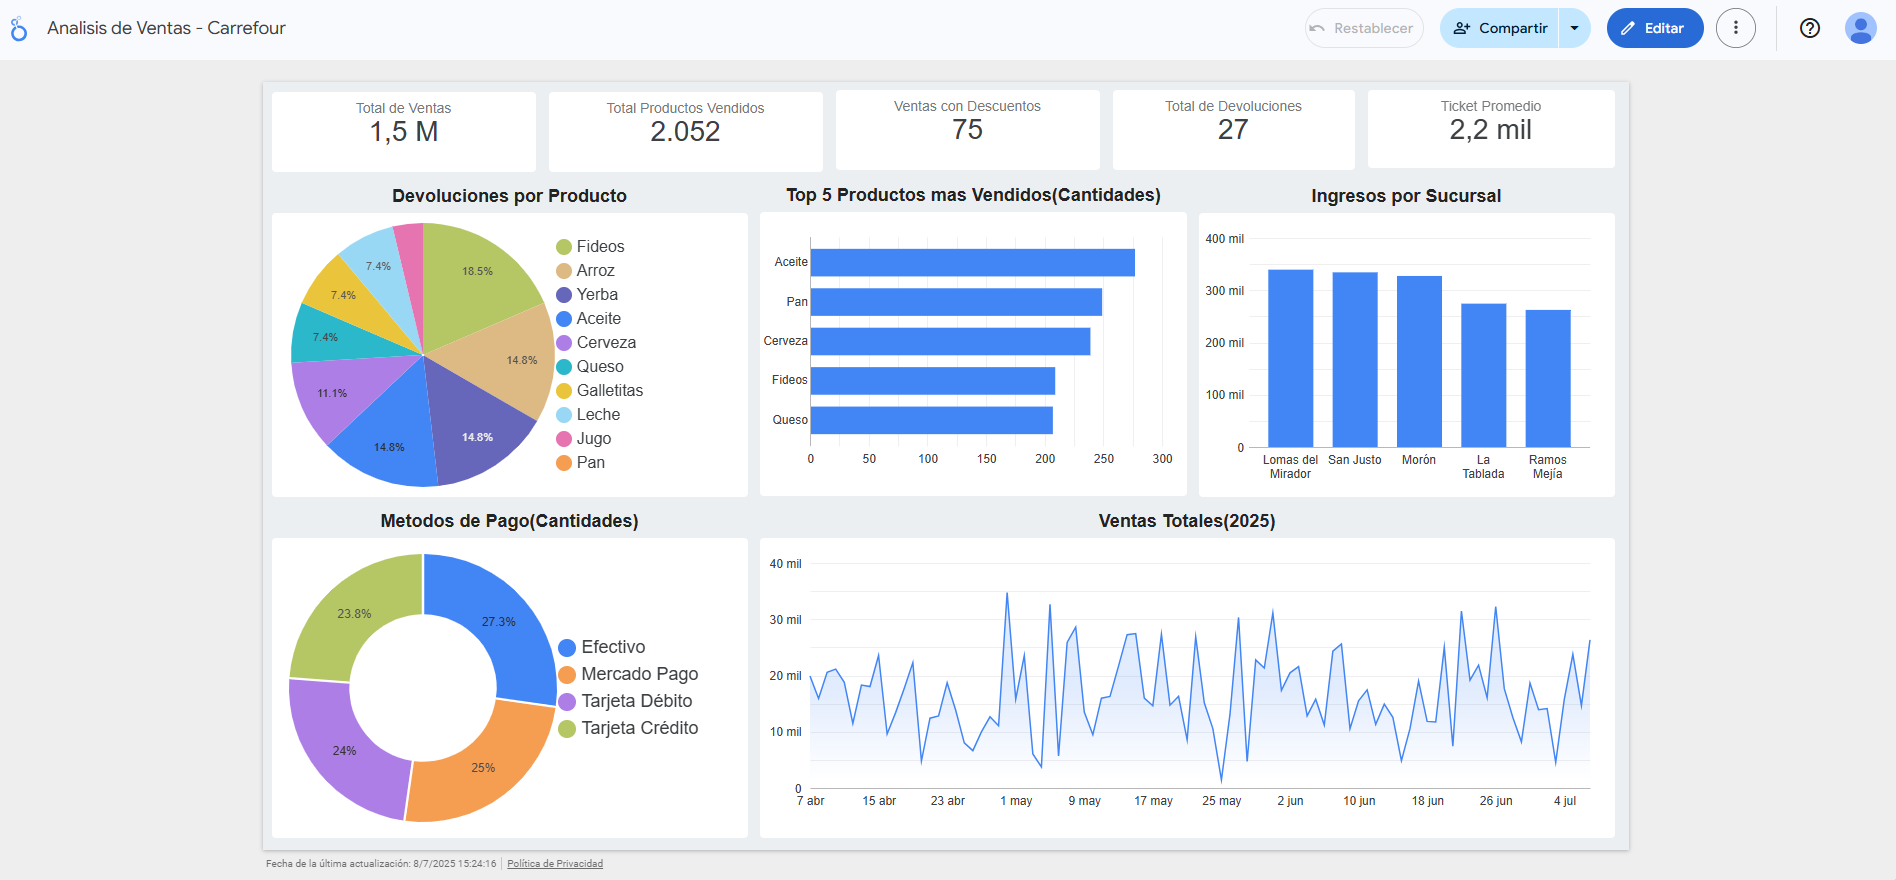 Analisis de Ventas - Carrefour
Restablecer
Compartir
Editar
Total de Ventas
1,5 M
Total Productos Vendidos
2.052
Ventas con Descuentos
75
Total de Devoluciones
27
Ticket Promedio
2,2 mil
Devoluciones por Producto
18.5%
14.8%
14.8%
14.8%
11.1%
7.4%
7.4%
7.4%
Fideos
Arroz
Yerba
Aceite
Cerveza
Queso
Galletitas
Leche
Jugo
Pan
Top 5 Productos mas Vendidos(Cantidades)
Aceite
Pan
Cerveza
Fideos
Queso
0 50 100 150 200 250 300
Ingresos por Sucursal
400 mil
300 mil
200 mil
100 mil
0
Lomas del Mirador
San Justo
Morón
La Tablada
Ramos Mejía
Metodos de Pago(Cantidades)
27.3%
25%
24%
23.8%
Efectivo
Mercado Pago
Tarjeta Débito
Tarjeta Crédito
Ventas Totales(2025)
40 mil
30 mil
20 mil
10 mil
0
7 abr 15 abr 23 abr 1 may 9 may 17 may 25 may 2 jun 10 jun 18 jun 26 jun 4 jul
Fecha de la última actualización: 8/7/2025 15:24:16
Política de Privacidad